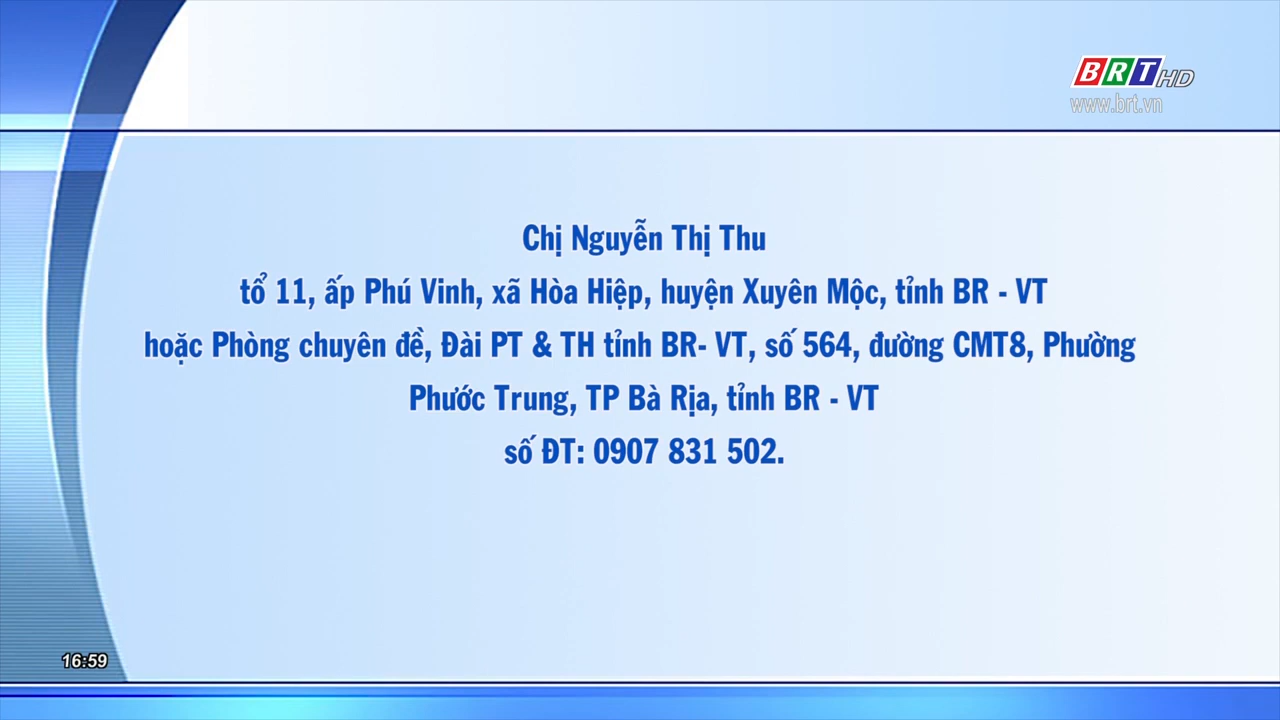 BRT HD
www.brt.vn
Chị Nguyễn Thị Thu
tổ 11, ấp Phú Vinh, xã Hòa Hiệp, huyện Xuyên Mộc, tỉnh BR - VT
hoặc Phòng chuyên đề, Đài PT & TH tỉnh BR- VT, số 564, đường CMT8, Phường
Phước Trung, TP Bà Rịa, tỉnh BR - VT
số ĐT: 0907 831 502.
16:59